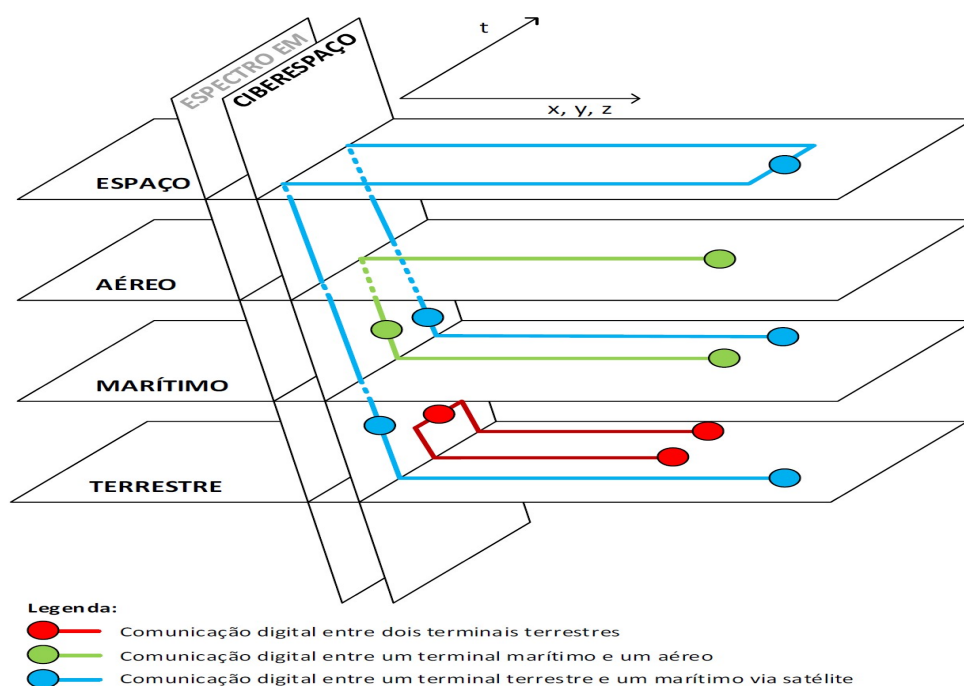 ESPECTRO EM
CIBERESPAÇO
t
x, y, z
ESPAÇO
AÉREO
MARÍTIMO
TERRESTRE
Legenda:
Comunicação digital entre dois terminais terrestres
Comunicação digital entre um terminal marítimo e um aéreo
Comunicação digital entre um terminal terrestre e um marítimo via satélite